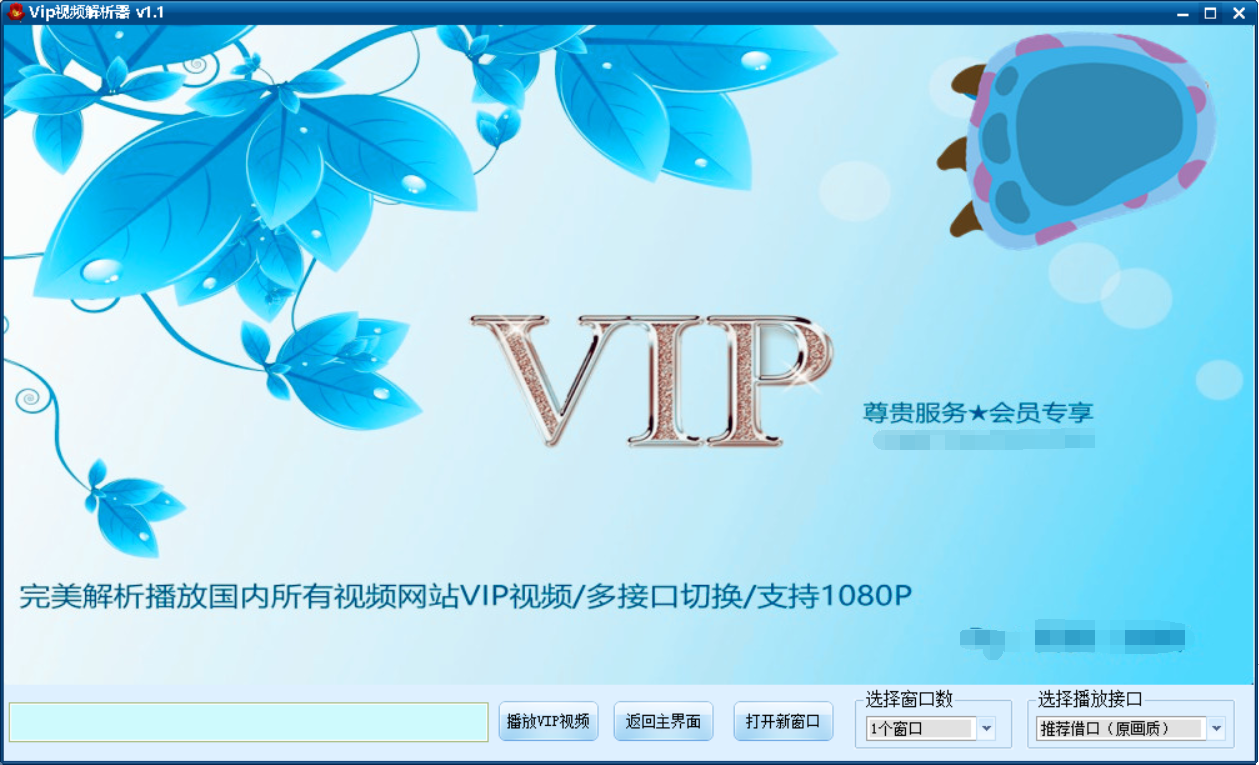 Vip视频解析器 v1.1
VIP
尊贵服务★会员专享
完美解析播放国内所有视频网站VIP视频/多接口切换/支持1080P
选择窗口数
选择播放接口
播放VIP视频
返回主界面
打开新窗口
1个窗口
推荐借口（原画质）